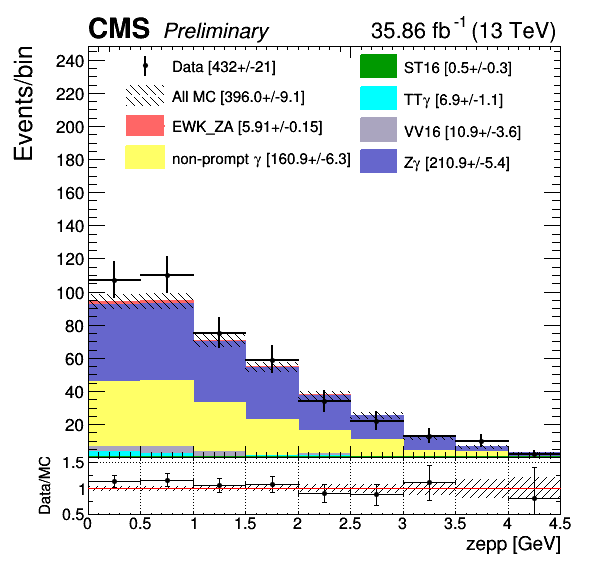 CMS Preliminary 35.86 fb⁻¹ (13 TeV)
Events/bin
240
220
200
180
160
140
120
100
80
60
40
20
Data [432+/-21]
All MC [396.0+/-9.1]
EWK_ZA [5.91+/-0.15]
non-prompt γ [160.9+/-6.3]
ST16 [0.5+/-0.3]
TTγ [6.9+/-1.1]
VV16 [10.9+/-3.6]
Zγ [210.9+/-5.4]
Data/MC
1.5
1
0.5
0 0.5 1 1.5 2 2.5 3 3.5 4 4.5
zepp [GeV]